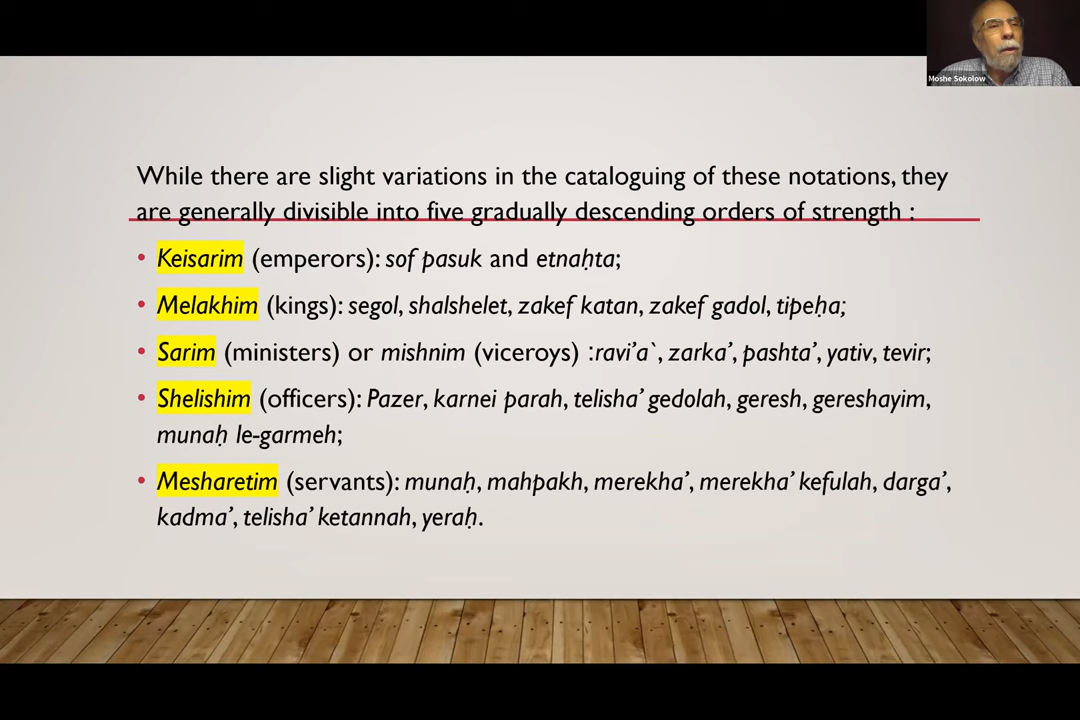 Moshe Sokolow
While there are slight variations in the cataloguing of these notations, they
are generally divisible into five gradually descending orders of strength :
• Keisarim (emperors): sof pasuk and etnaḥta;
• Melakhim (kings): segol, shalshelet, zakef katan, zakef gadol, tipeḥa;
• Sarim (ministers) or mishnim (viceroys) :ravi’a`, zarka’, pashta’, yativ, tevir;
• Shelishim (officers): Pazer, karnei parah, telisha’ gedolah, geresh, gereshayim,
munaḥ le-garmeh;
• Mesharetim (servants): munaḥ, mahpakh, merekha’, merekha’ kefulah, darga’,
kadma’, telisha’ ketannah, yeraḥ.